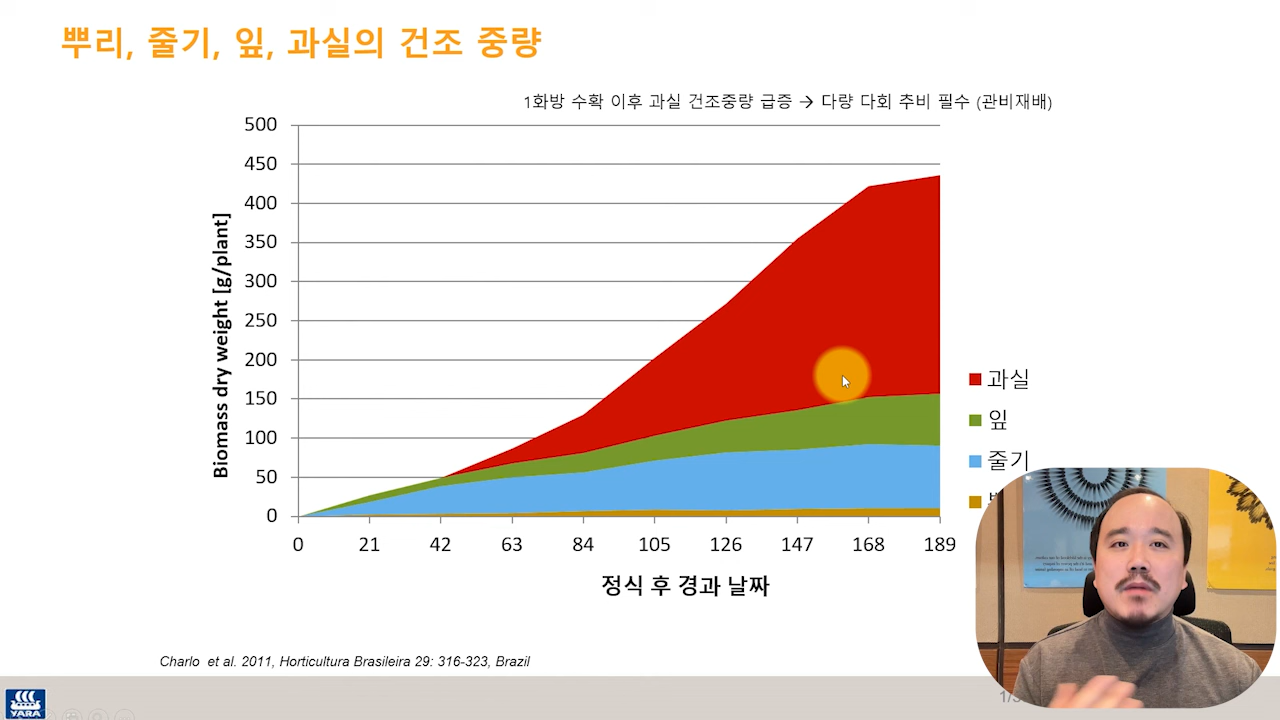 뿌리, 줄기, 잎, 과실의 건조 중량
1화방 수확 이후 과실 건조중량 급증 → 다량 다회 추비 필수 (관비재배)
500
450
400
350
300
250
200
150
100
50
0
Biomass dry weight [g/plant]
0 21 42 63 84 105 126 147 168 189
정식 후 경과 날짜
과실
잎
줄기
Charlo et al. 2011, Horticultura Brasileira 29: 316-323, Brazil
YARA